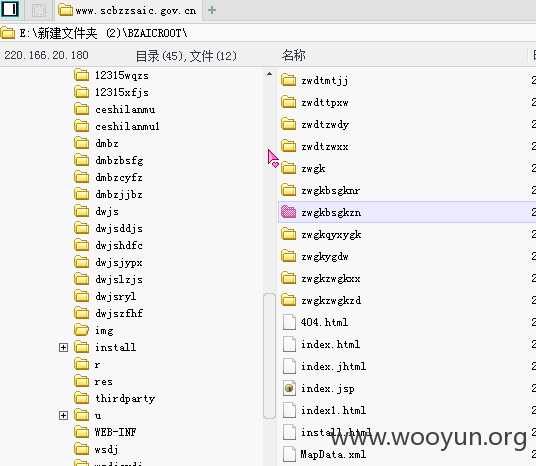 www.scbzzsaic.gov.cn
E:\新建文件夹 (2)\BZAICROOT\
220.166.20.180 目录(45),文件(12) 名称
12315wqzs
12315xfjs
ceshilanmu
ceshilanmu1
dmbz
dmbzbsfg
dmbzcyfz
dmbzjjbz
dwjs
dwjsddjs
dwjshdfc
dwjsjypx
dwjslzjs
dwjsryl
dwjszfhf
img
install
r
res
thirdparty
u
WEB-INF
wsdj
zwdtmtjj
zwdttpxw
zwdtzwdy
zwdtzwxx
zwgk
zwgkbsgknr
zwgkbsgkzn
zwgkqyxygk
zwgkygdw
zwgkzwgkxx
zwgkzwgkzd
404.html
index.html
index.jhtml
index.jsp
index1.html
install.html
MapData.xml
www.wooyun.org